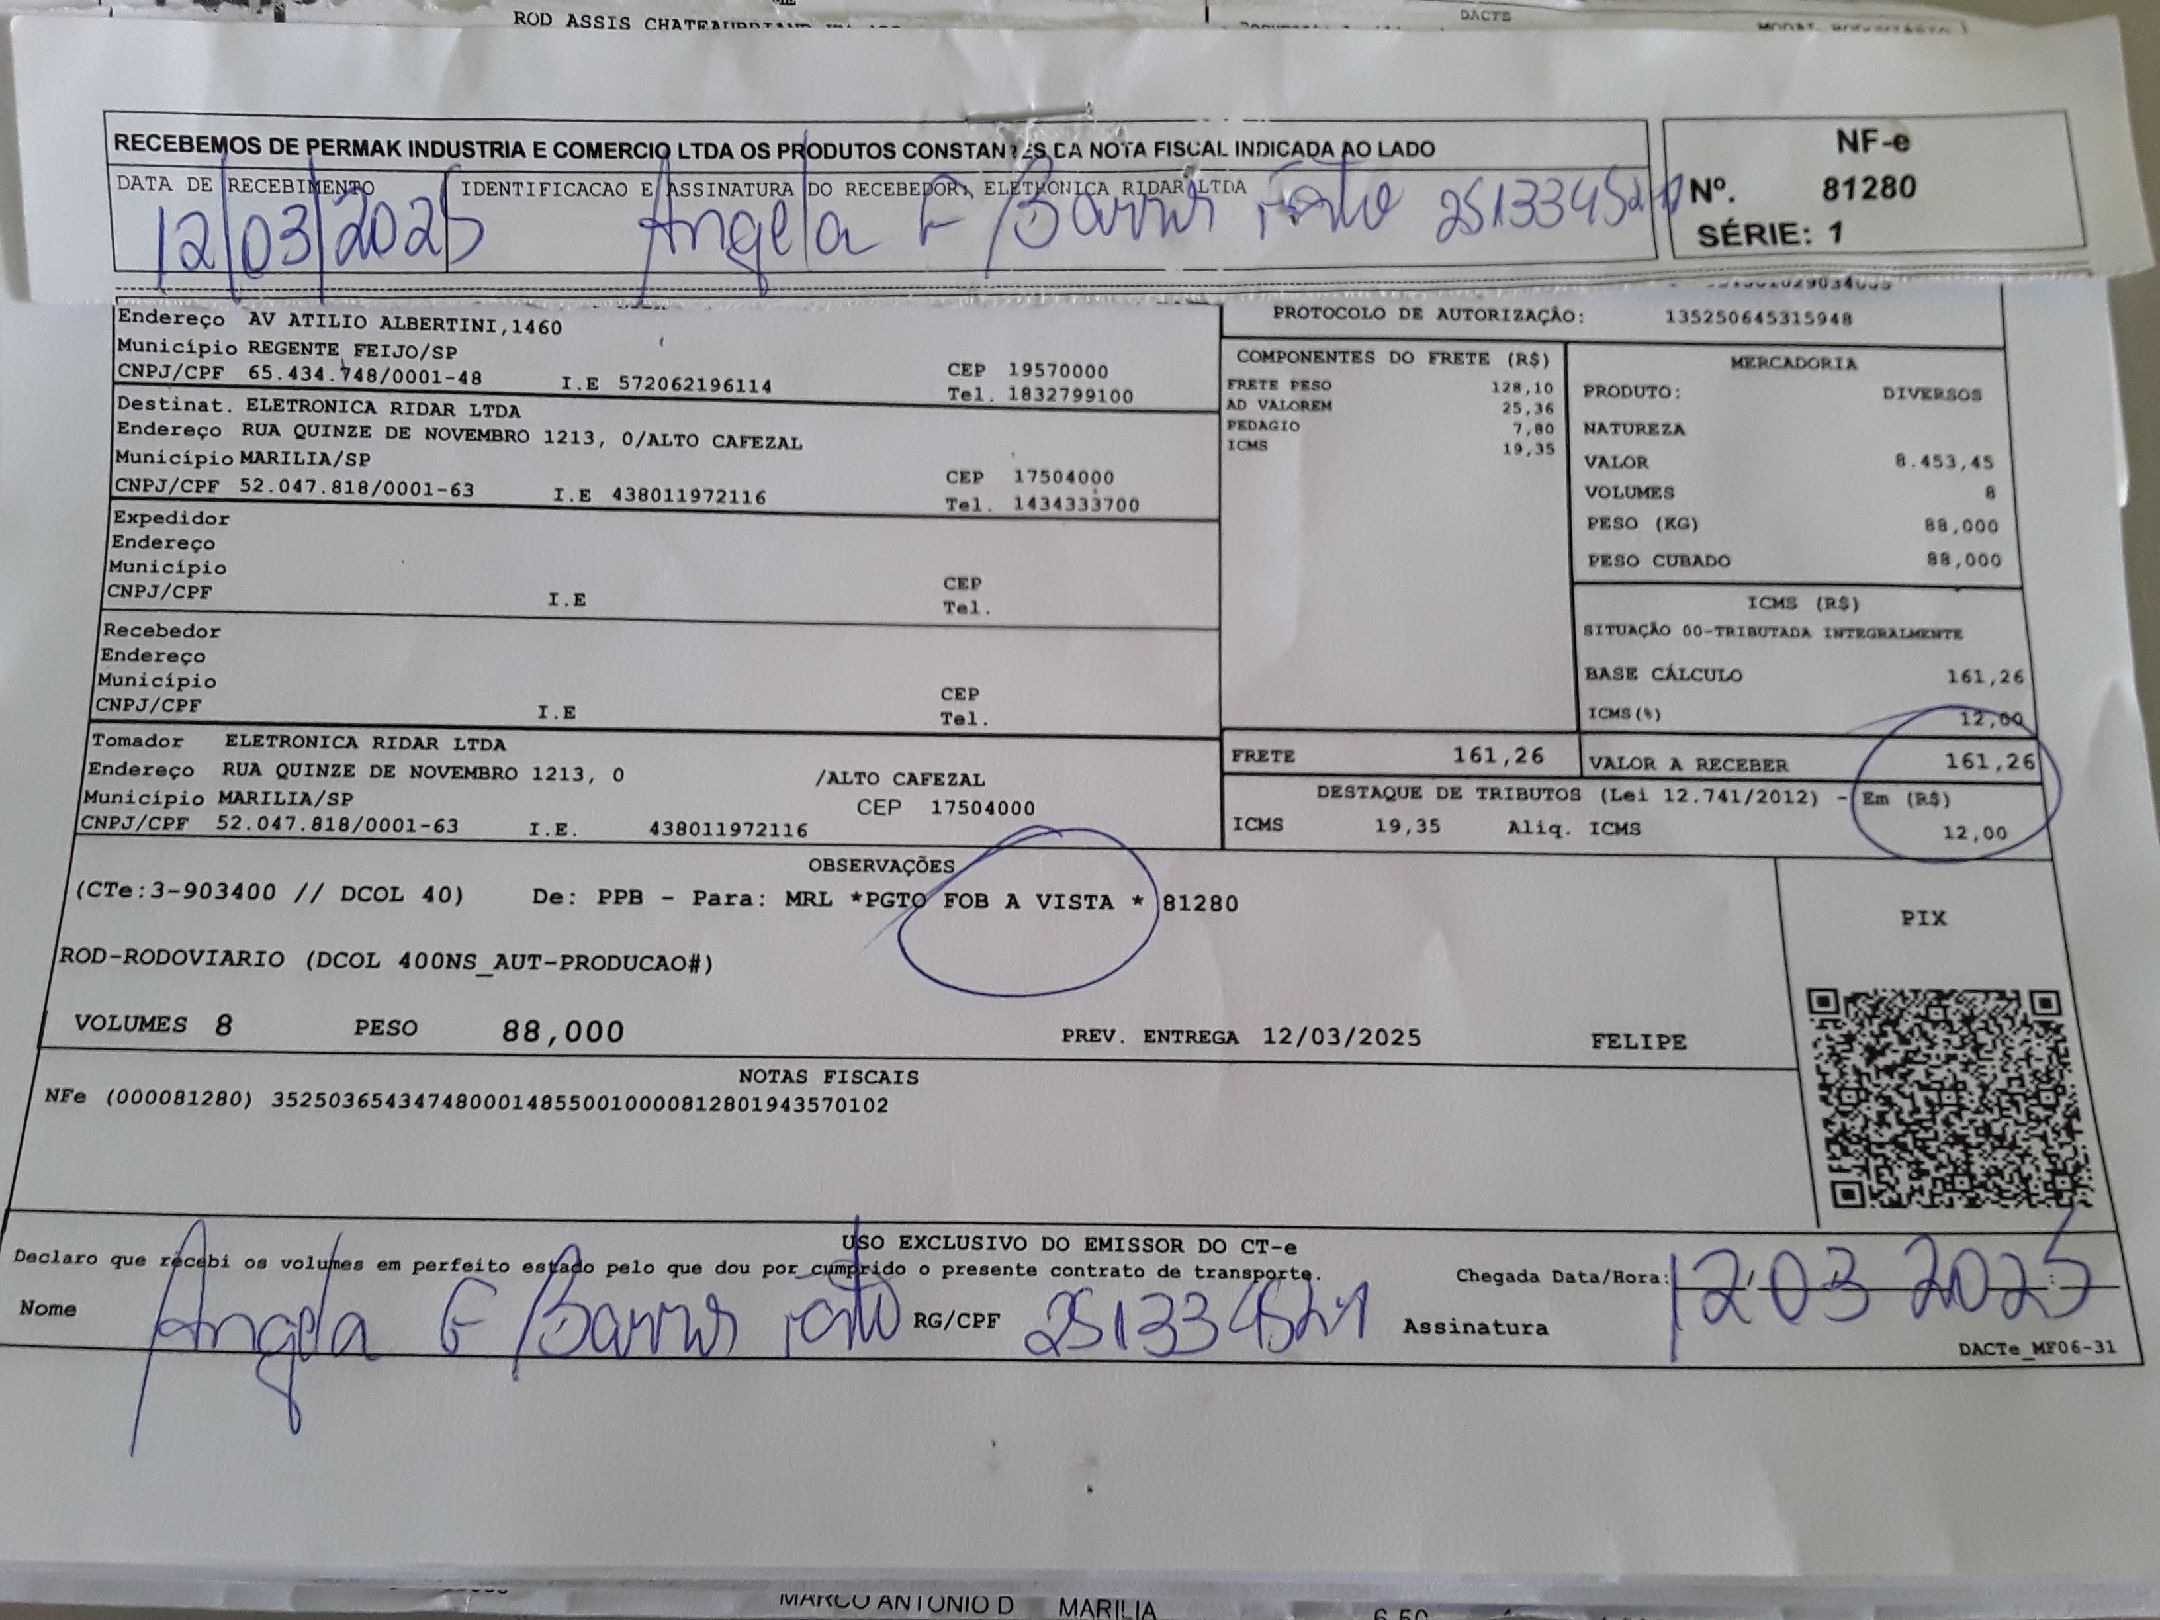 ROD ASSIS CHATEAUBRIAND
DACTE
RECEBEMOS DE PERMAK INDUSTRIA E COMERCIO LTDA OS PRODUTOS CONSTANTES DA NOTA FISCAL INDICADA AO LADO
DATA DE RECEBIMENTO
12/03/2025
IDENTIFICACAO E ASSINATURA DO RECEBEDOR, ELETRONICA RIDAR LTDA
Angela F Barros 
NF-e
Nº. 81280
SÉRIE: 1
Endereço AV ATILIO ALBERTINI,1460
Município REGENTE FEIJO/SP CEP 19570000
CNPJ/CPF 65.434.748/0001-48 I.E 572062196114 Tel. 1832799100
Destinat. ELETRONICA RIDAR LTDA
Endereço RUA QUINZE DE NOVEMBRO 1213, 0/ALTO CAFEZAL
Município MARILIA/SP CEP 17504000
CNPJ/CPF 52.047.818/0001-63 I.E 438011972116 Tel. 1434333700
Expedidor
Endereço
Município CEP
CNPJ/CPF I.E Tel.
Recebedor
Endereço
Município CEP
CNPJ/CPF I.E Tel.
Tomador ELETRONICA RIDAR LTDA
Endereço RUA QUINZE DE NOVEMBRO 1213, 0 /ALTO CAFEZAL
Município MARILIA/SP CEP 17504000
CNPJ/CPF 52.047.818/0001-63 I.E. 438011972116
PROTOCOLO DE AUTORIZAÇÃO: 135250645315948
COMPONENTES DO FRETE (R$)
FRETE PESO 128,10
AD VALOREM 25,36
PEDAGIO 7,80
ICMS 19,35
MERCADORIA
PRODUTO: DIVERSOS
NATUREZA
VALOR 8.453,45
VOLUMES 8
PESO (KG) 88,000
PESO CUBADO 88,000
ICMS (R$)
SITUAÇÃO 00-TRIBUTADA INTEGRALMENTE
BASE CÁLCULO 161,26
ICMS(%) 12,00
FRETE 161,26 VALOR A RECEBER 161,26
DESTAQUE DE TRIBUTOS (Lei 12.741/2012) - Em (R$)
ICMS 19,35 Aliq. ICMS 12,00
OBSERVAÇÕES
(CTe:3-903400 // DCOL 40) De: PPB - Para: MRL *PGTO FOB A VISTA * 81280
ROD-RODOVIARIO (DCOL 400NS_AUT-PRODUCAO#)
VOLUMES 8 PESO 88,000 PREV. ENTREGA 12/03/2025 FELIPE
PIX
NOTAS FISCAIS
NFe (000081280) 35250365434748000148550010000812801943570102
USO EXCLUSIVO DO EMISSOR DO CT-e
Declaro que recebi os volumes em perfeito estado pelo que dou por cumprido o presente contrato de transporte.
Chegada Data/Hora: 12 03 2025
Nome Angela F Barros RG/CPF Assinatura
DACTe_MF06-31
MARCO ANTONIO D MARILIA
6,50